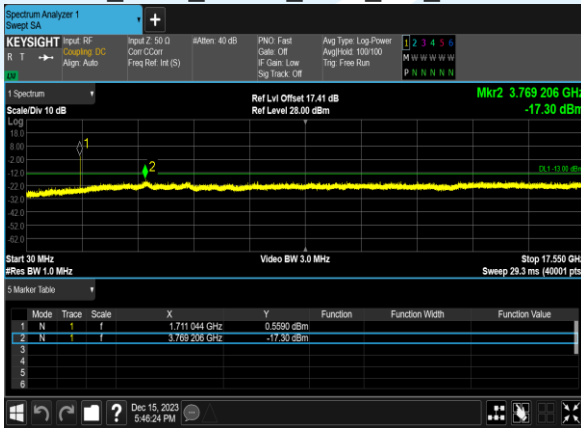 Spectrum Analyzer 1
Swept SA
+
KEYSIGHT
R T
Input: RF
Coupling: DC
Align: Auto
Input Z: 50 Ω
Corr CCorr
Freq Ref: Int (S)
#Atten: 40 dB
PNO: Fast
Gate: Off
IF Gain: Low
Sig Track: Off
Avg Type: Log-Power
Avg|Hold: 100/100
Trig: Free Run
1 2 3 4 5 6
M W W W W W
P N N N N N
1 Spectrum
Scale/Div 10 dB
Ref Lvl Offset 17.41 dB
Ref Level 28.00 dBm
Mkr2 3.769 206 GHz
-17.30 dBm
Log
18.0
8.00
-2.00
-12.0
-22.0
-32.0
-42.0
-52.0
-62.0
1
2
DL1 -13.00 dBm
Start 30 MHz
#Res BW 1.0 MHz
Video BW 3.0 MHz
Stop 17.550 GHz
Sweep 29.3 ms (40001 pts)
5 Marker Table
Mode Trace Scale X Y Function Function Width Function Value
1 N 1 f 1.711 044 GHz 0.5590 dBm
2 N 1 f 3.769 206 GHz -17.30 dBm
3
4
5
6
?
Dec 15, 2023
5:46:24 PM